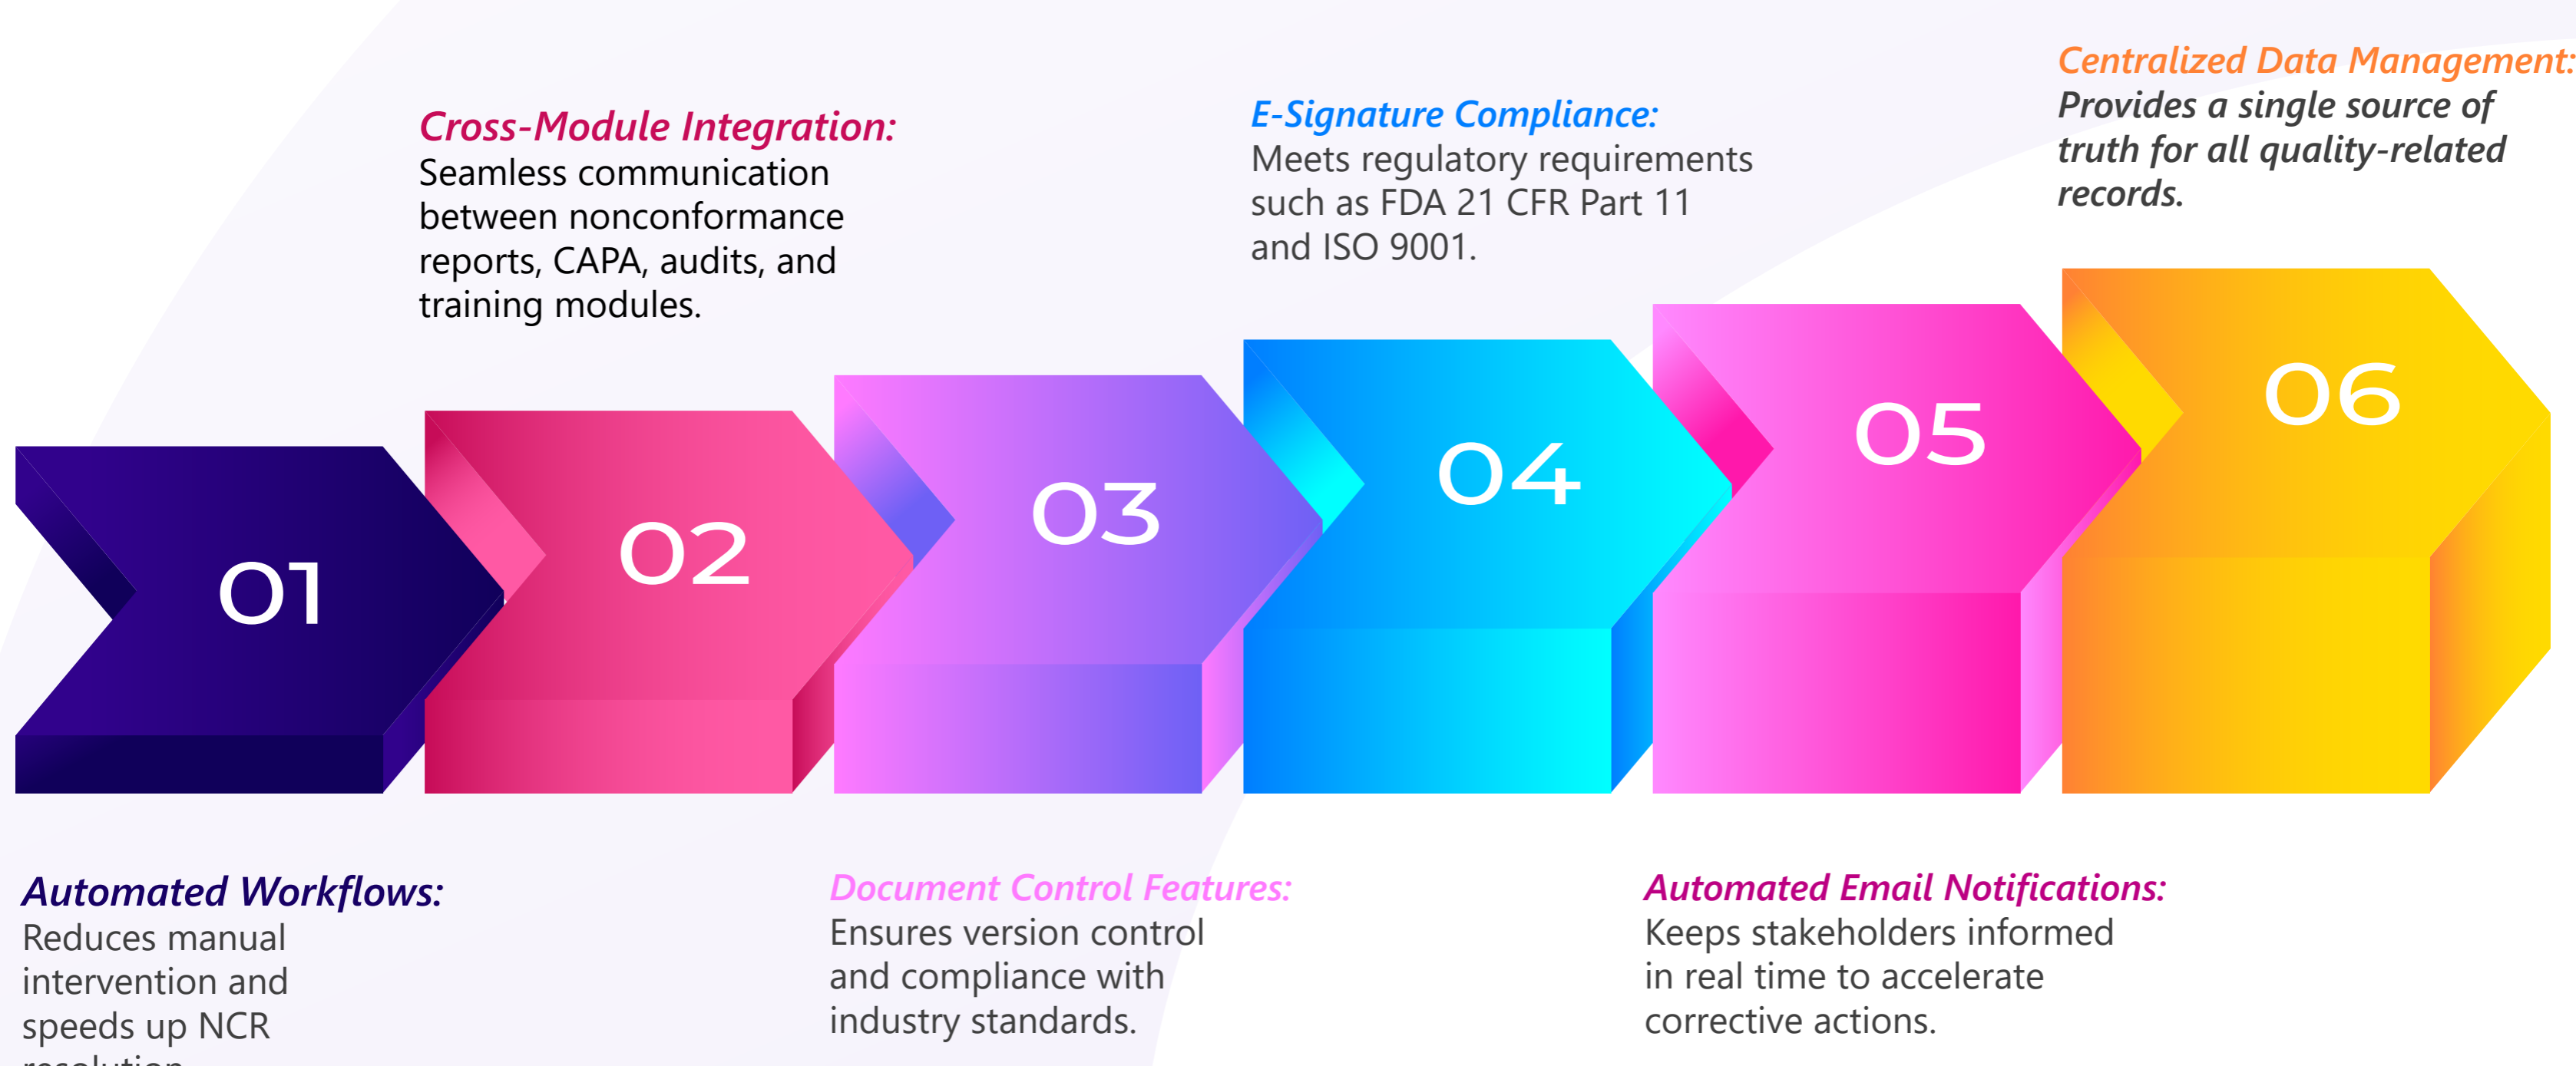 Centralized Data Management:
Provides a single source of
truth for all quality-related
records.
Cross-Module Integration:
Seamless communication
between nonconformance
reports, CAPA, audits, and
training modules.
E-Signature Compliance:
Meets regulatory requirements
such as FDA 21 CFR Part 11
and ISO 9001.
01
02
03
04
05
06
Automated Workflows:
Reduces manual
intervention and
speeds up NCR
Document Control Features:
Ensures version control
and compliance with
industry standards.
Automated Email Notifications:
Keeps stakeholders informed
in real time to accelerate
corrective actions.